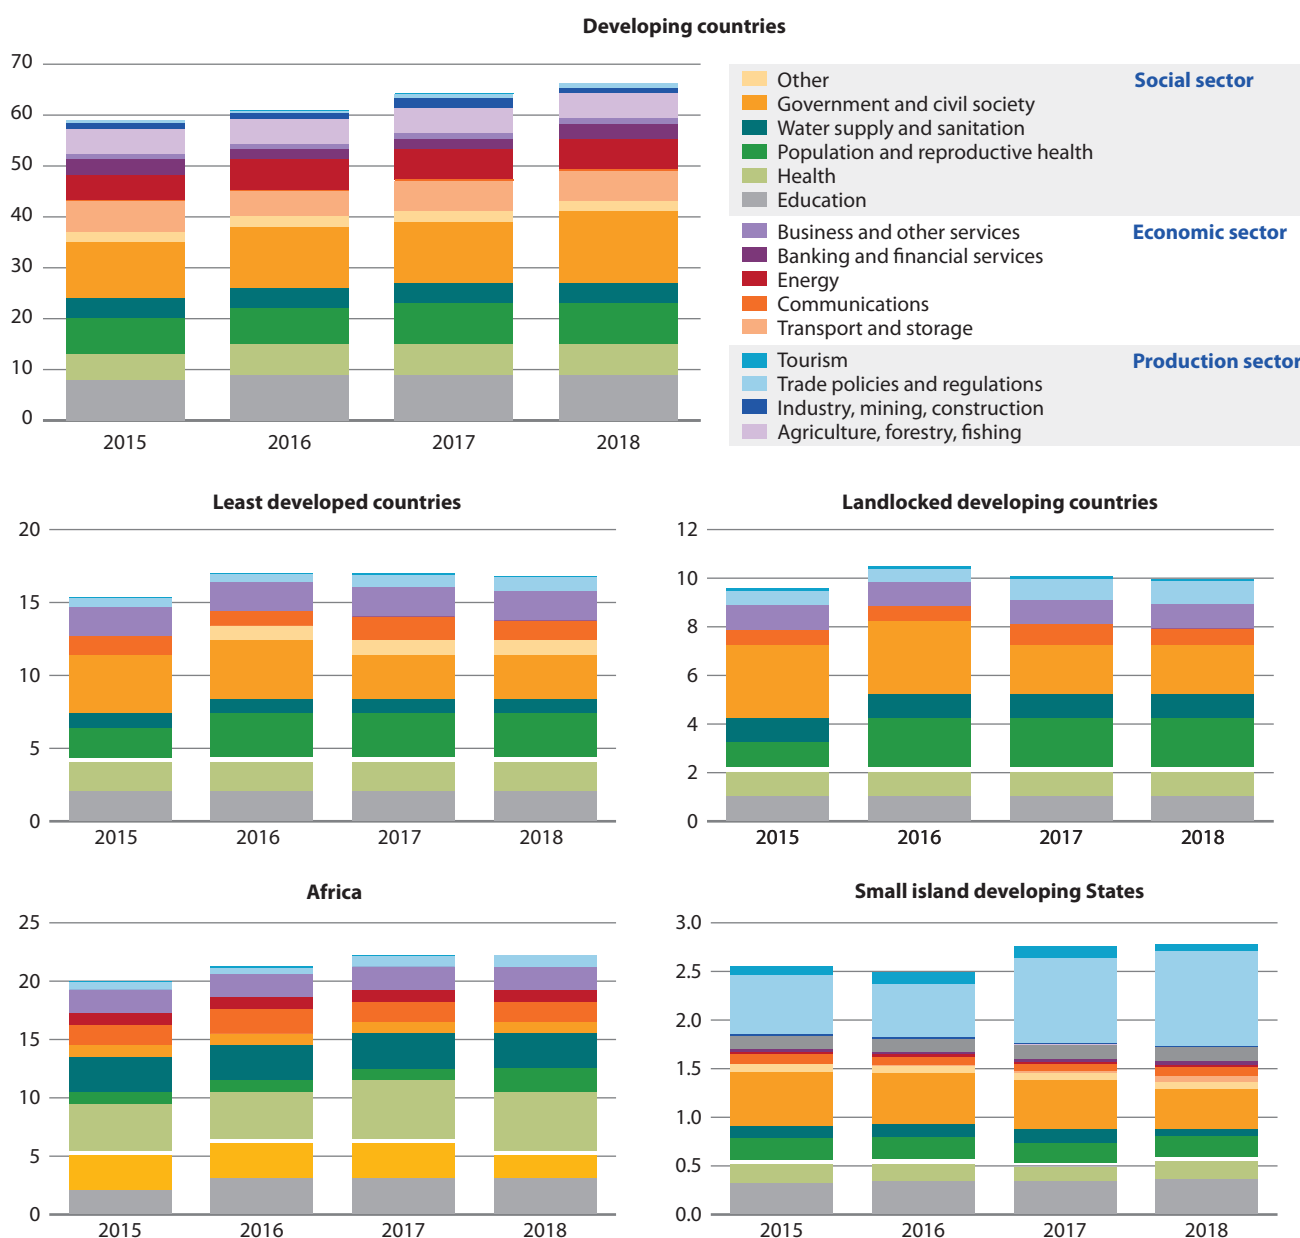 Developing countries
70
60
50
40
30
20
10
0
2015 2016 2017 2018
Other Social sector
Government and civil society
Water supply and sanitation
Population and reproductive health
Health
Education
Business and other services Economic sector
Banking and financial services
Energy
Communications
Transport and storage
Tourism Production sector
Trade policies and regulations
Industry, mining, construction
Agriculture, forestry, fishing
Least developed countries
20
15
10
5
0
2015 2016 2017 2018
Landlocked developing countries
12
10
8
6
4
2
0
2015 2016 2017 2018
Africa
25
20
15
10
5
0
2015 2016 2017 2018
Small island developing States
3.0
2.5
2.0
1.5
1.0
0.5
0.0
2015 2016 2017 2018